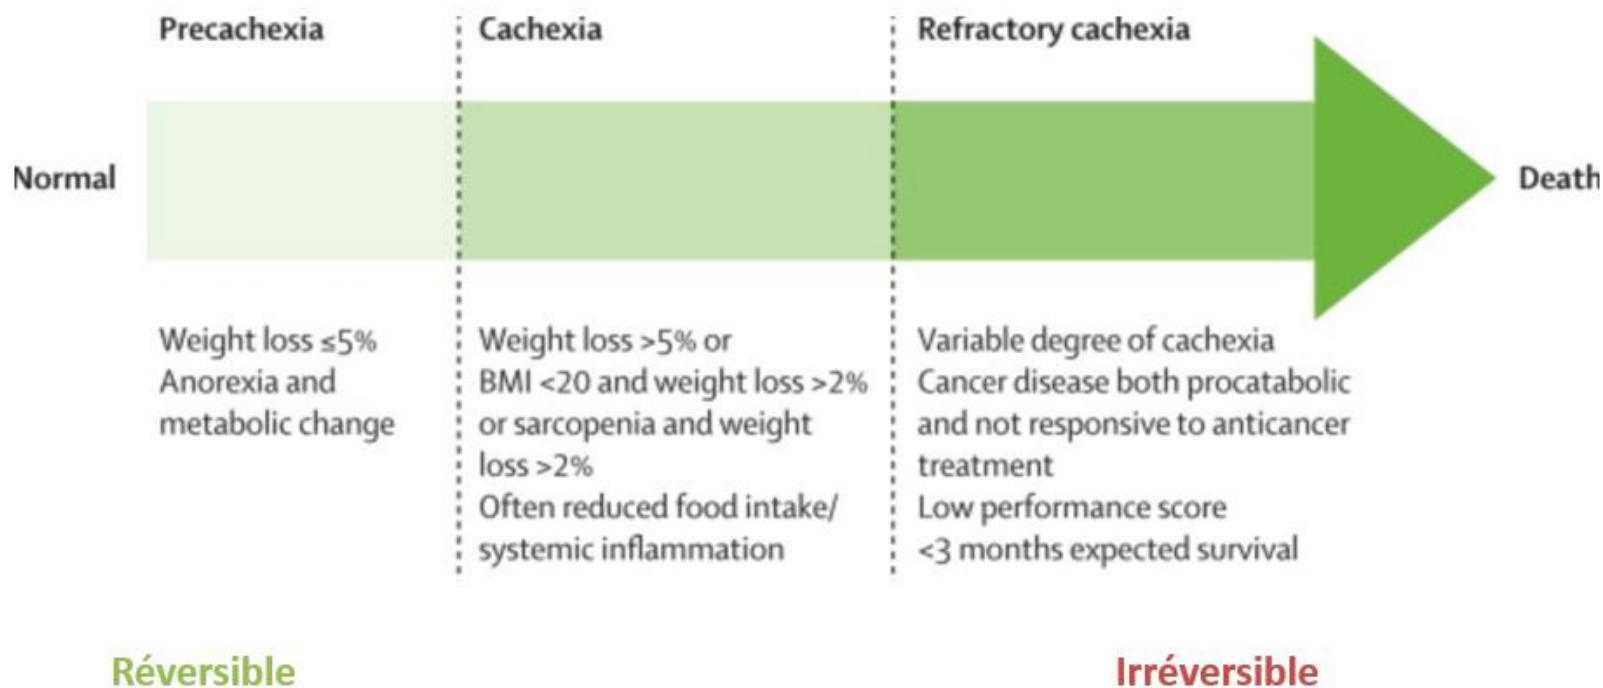 Precachexia
Cachexia
Refractory cachexia
Normal
Death
Weight loss ≤5%
Anorexia and
metabolic change
Weight loss >5% or
BMI <20 and weight loss >2%
or sarcopenia and weight
loss >2%
Often reduced food intake/
systemic inflammation
Variable degree of cachexia
Cancer disease both procatabolic
and not responsive to anticancer
treatment
Low performance score
<3 months expected survival
Réversible
Irréversible